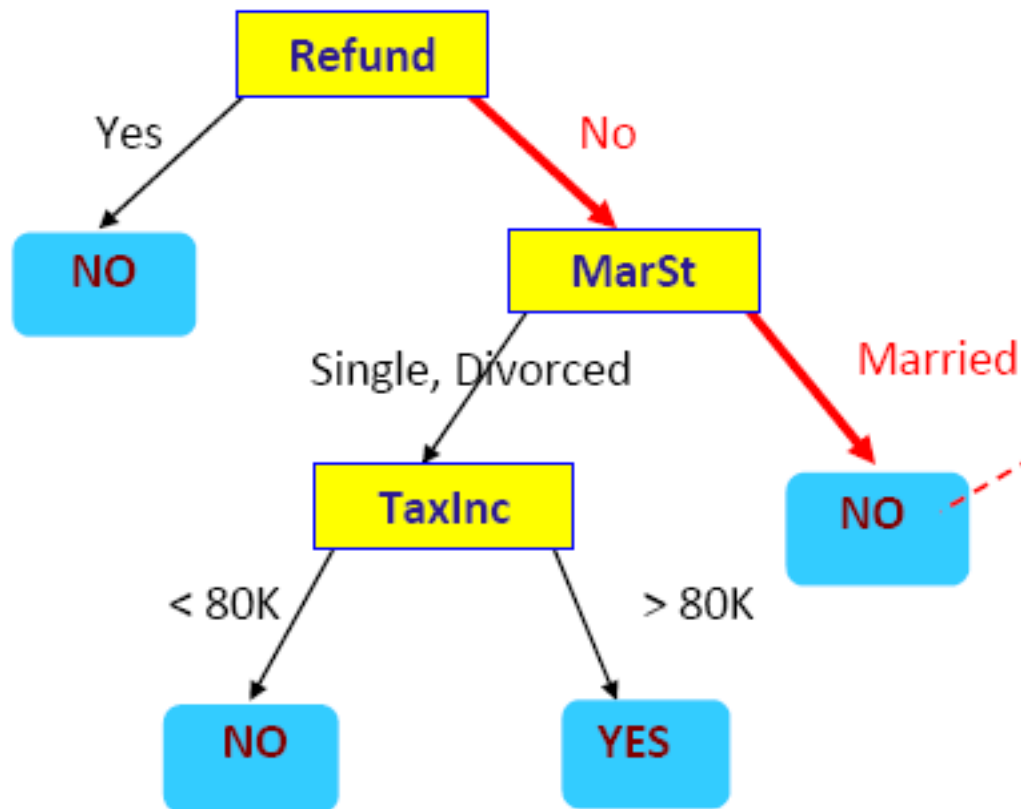 Refund
Yes
No
NO
MarSt
Single, Divorced
Married
TaxInc
NO
< 80K
> 80K
NO
YES